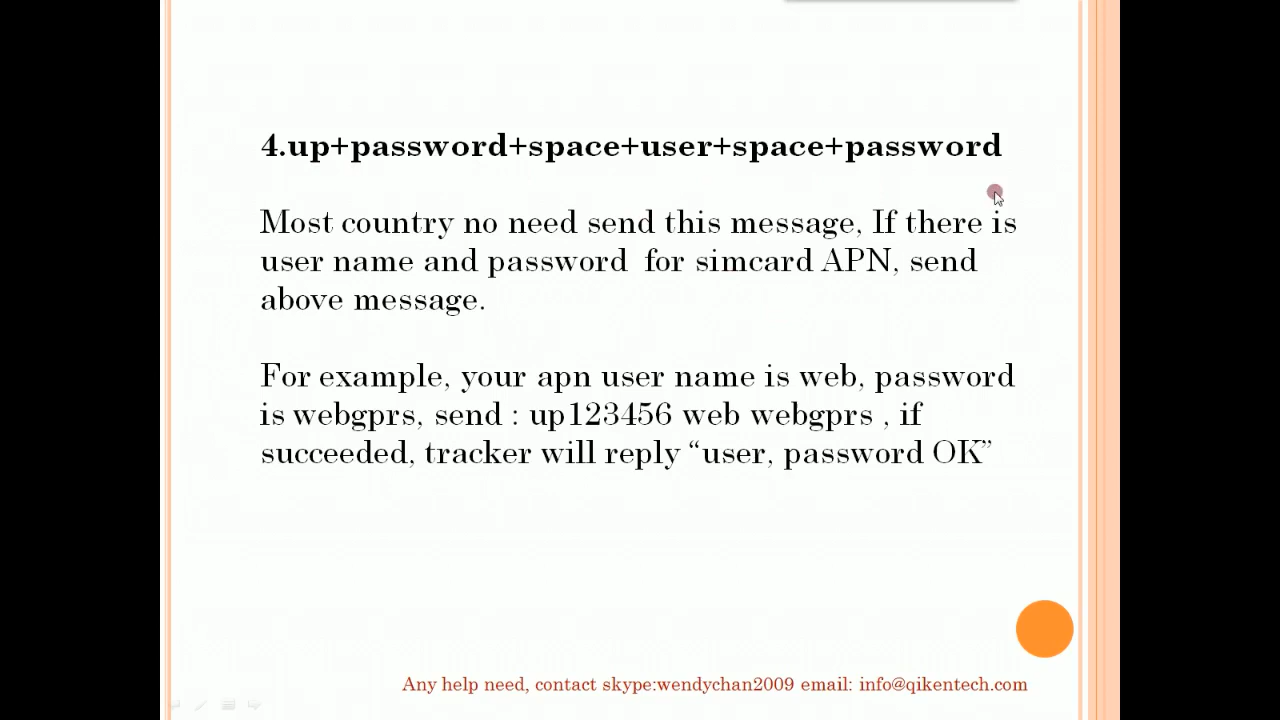 4.up+password+space+user+space+password
Most country no need send this message, If there is
user name and password  for simcard APN, send
above message.
For example, your apn user name is web, password
is webgprs, send : up123456 web webgprs , if
succeeded, tracker will reply “user, password OK”
Any help need, contact skype:wendychan2009 email: info@qikentech.com